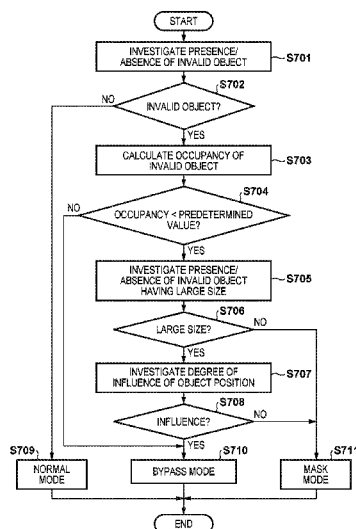 START
INVESTIGATE PRESENCE/
ABSENCE OF INVALID OBJECT
S701
S702
NO
INVALID OBJECT?
YES
CALCULATE OCCUPANCY OF
INVALID OBJECT
S703
S704
NO
OCCUPANCY < PREDETERMINED
VALUE?
YES
INVESTIGATE PRESENCE/
ABSENCE OF INVALID OBJECT
HAVING LARGE SIZE
S705
S706
LARGE SIZE?
NO
YES
INVESTIGATE DEGREE OF
INFLUENCE OF OBJECT POSITION
S707
S708
INFLUENCE?
NO
YES
S709
S710
S711
NORMAL
MODE
BYPASS MODE
MASK
MODE
END